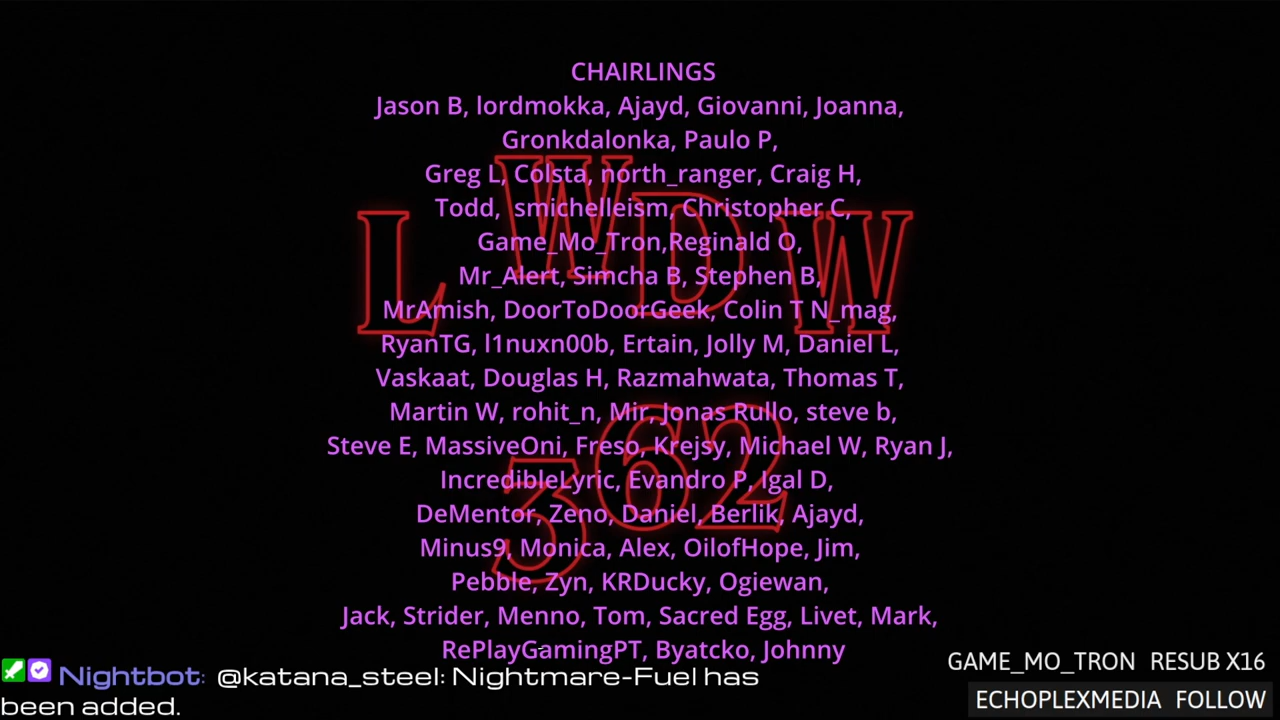 CHAIRLINGS
Jason B, lordmokka, Ajayd, Giovanni, Joanna,
Gronkdalonka, Paulo P,
Greg L, Colsta, north_ranger, Craig H,
Todd,  smichelleism, Christopher C,
Game_Mo_Tron,Reginald O,
Mr_Alert, Simcha B, Stephen B,
MrAmish, DoorToDoorGeek, Colin T N_mag,
RyanTG, l1nuxn00b, Ertain, Jolly M, Daniel L,
Vaskaat, Douglas H, Razmahwata, Thomas T,
Martin W, rohit_n, Mir, Jonas Rullo, steve b,
Steve E, MassiveOni, Freso, Krejsy, Michael W, Ryan J,
IncredibleLyric, Evandro P, Igal D,
DeMentor, Zeno, Daniel, Berlik, Ajayd,
Minus9, Monica, Alex, OilofHope, Jim,
Pebble, Zyn, KRDucky, Ogiewan,
Jack, Strider, Menno, Tom, Sacred Egg, Livet, Mark,
RePlayGamingPT, Byatcko, Johnny
L W D W
362
Nightbot: @katana_steel: Nightmare-Fuel has
been added.
GAME_MO_TRON RESUB X16
ECHOPLEXMEDIA FOLLOW